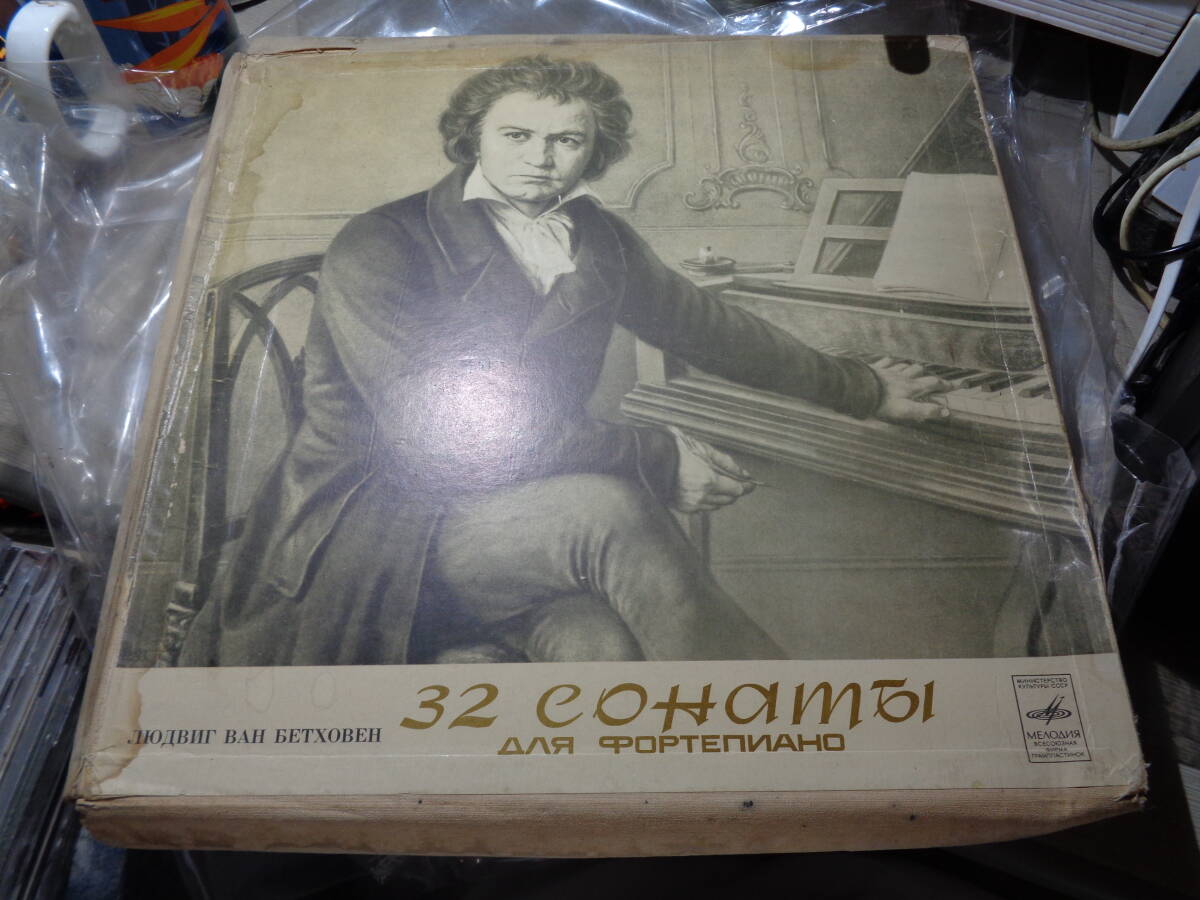 ЛЮДВИГ ВАН БЕТХОВЕН
32 СОНАТЫ
ДЛЯ ФОРТЕПИАНО
МИНИСТЕРСТВО
КУЛЬТУРЫ СССР
МЕЛОДИЯ
ВСЕСОЮЗНАЯ
ФИРМА
ГРАМПЛАСТИНОК